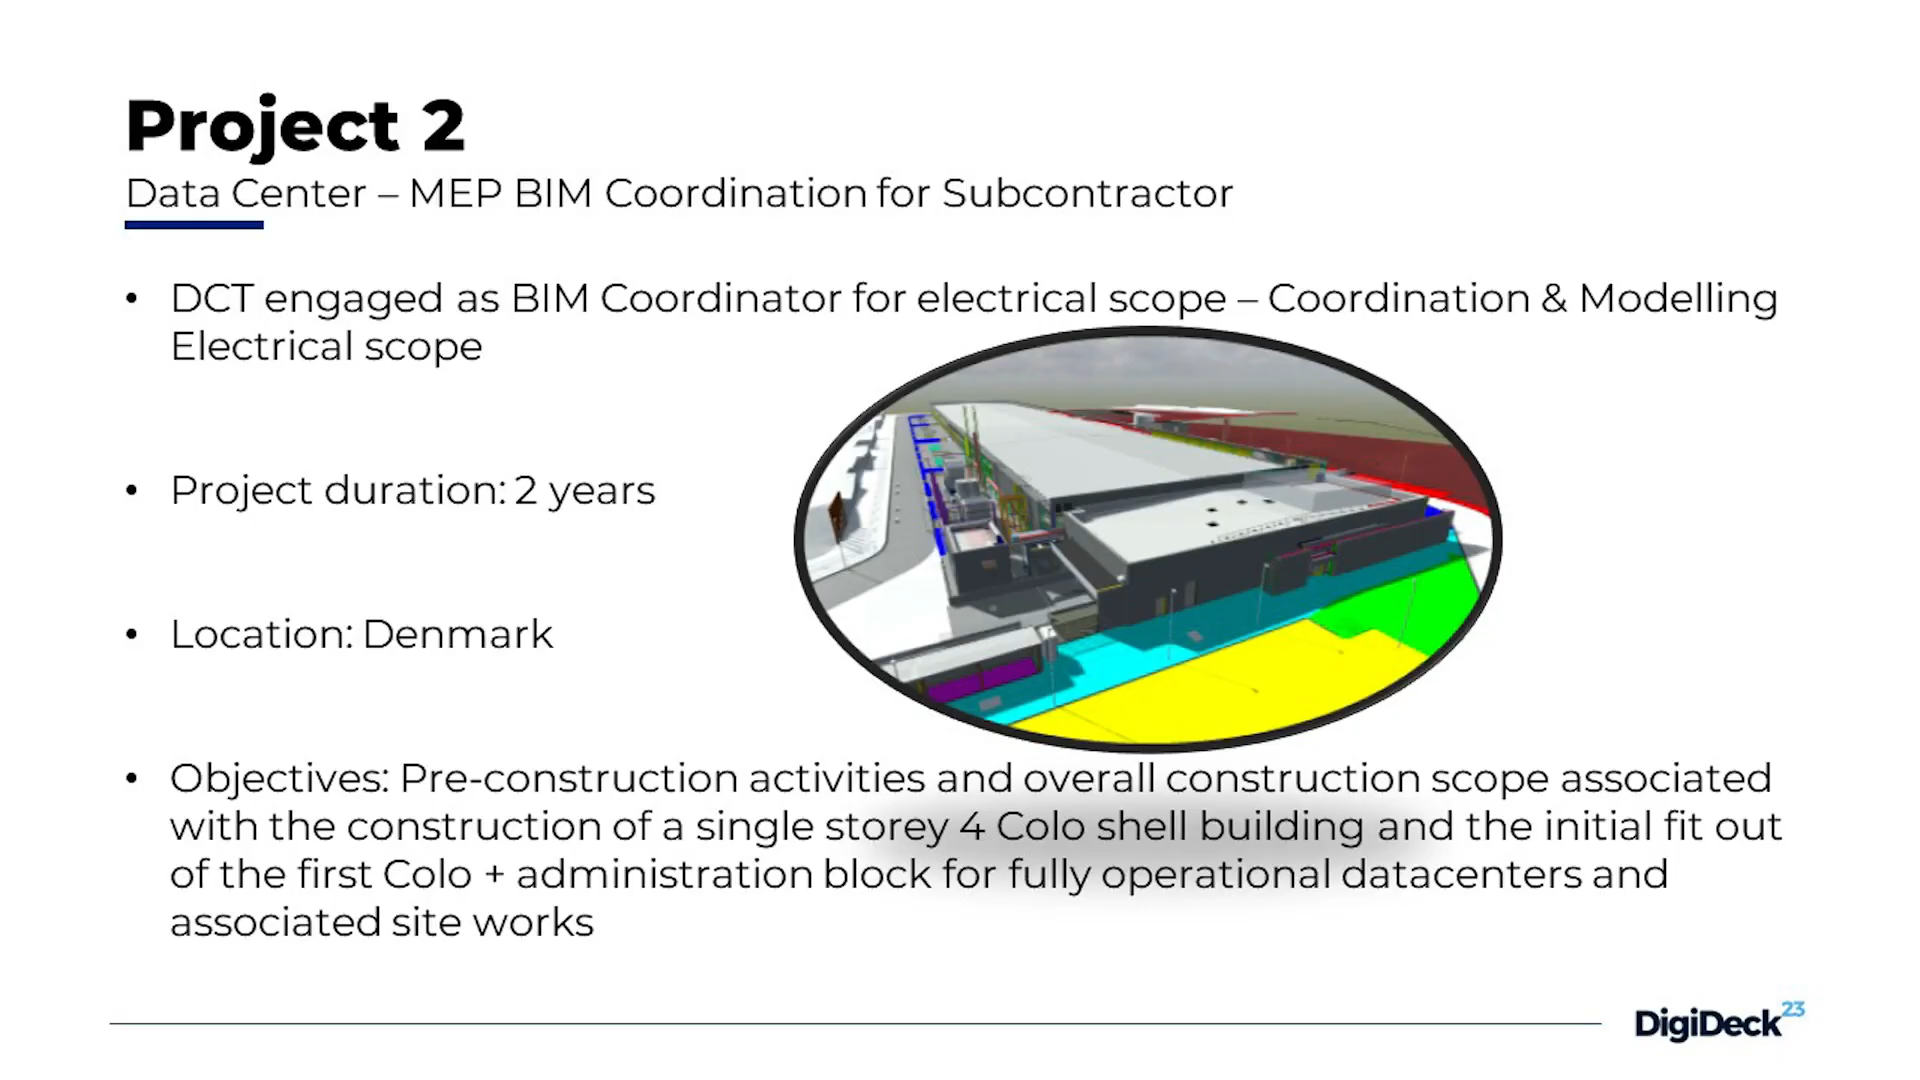 Project 2
Data Center – MEP BIM Coordination for Subcontractor
• DCT engaged as BIM Coordinator for electrical scope – Coordination & Modelling
Electrical scope
• Project duration: 2 years
• Location: Denmark
• Objectives: Pre-construction activities and overall construction scope associated
with the construction of a single storey 4 Colo shell building and the initial fit out
of the first Colo + administration block for fully operational datacenters and
associated site works
DigiDeck23